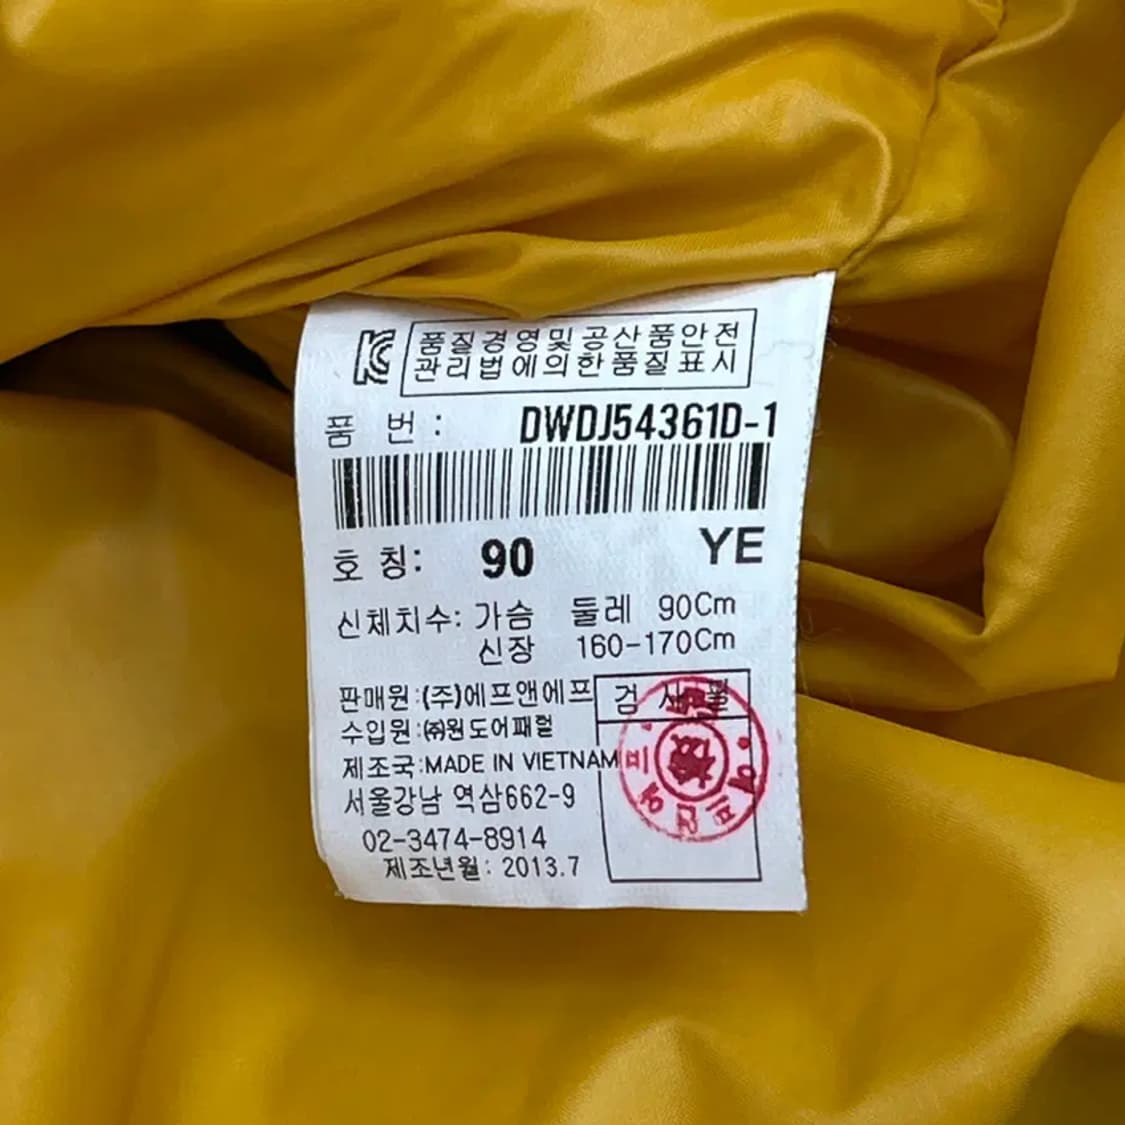 품질경영및공산품안전
관리법에의한품질표시
품 번 : DWDJ54361D-1
호 칭: 90 YE
신체치수: 가슴 둘레 90Cm
신장 160-170Cm
판매원:(주)에프앤에프
검 사 필
수입원:㈜원도어패럴
제조국:MADE IN VIETNAM
서울강남 역삼662-9
02-3474-8914
제조년월: 2013.7